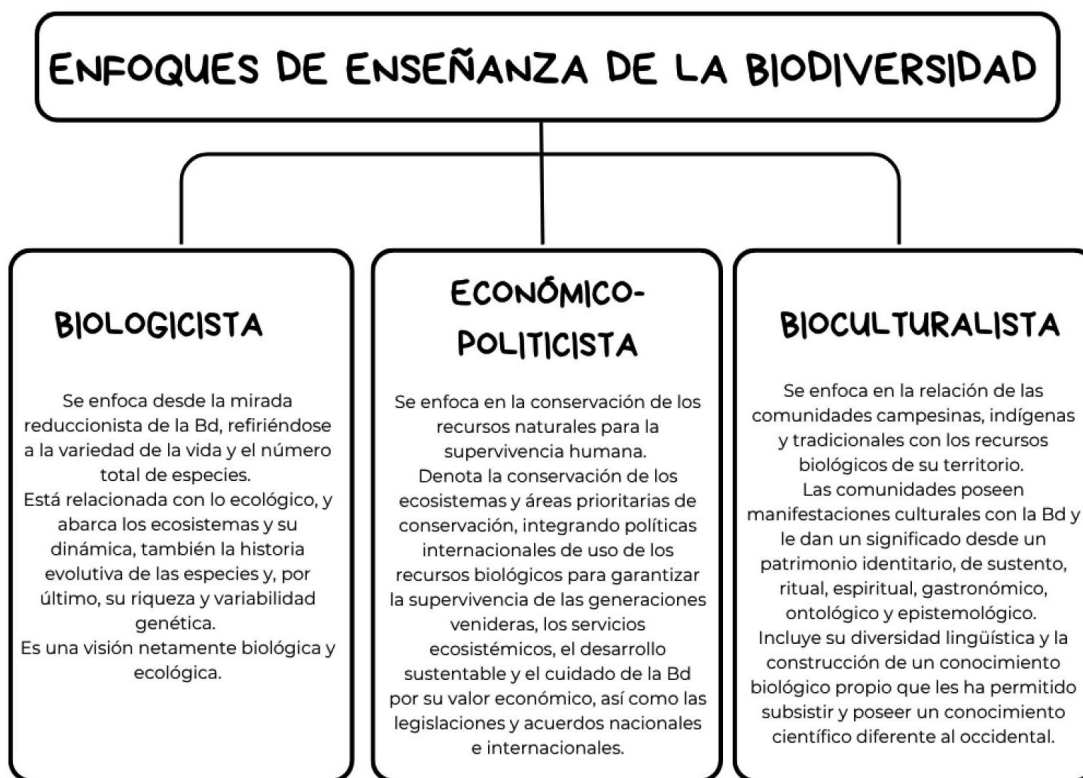 ENFOQUES DE ENSEÑANZA DE LA BIODIVERSIDAD
BIOLOGICISTA
Se enfoca desde la mirada
reduccionista de la Bd, refiriéndose
a la variedad de la vida y el número
total de especies.
Está relacionada con lo ecológico, y
abarca los ecosistemas y su
dinámica, también la historia
evolutiva de las especies y, por
último, su riqueza y variabilidad
genética.
Es una visión netamente biológica y
ecológica.
ECONÓMICO-
POLITICISTA
Se enfoca en la conservación de los
recursos naturales para la
supervivencia humana.
Denota la conservación de los
ecosistemas y áreas prioritarias de
conservación, integrando políticas
internacionales de uso de los
recursos biológicos para garantizar
la supervivencia de las generaciones
venideras, los servicios
ecosistémicos, el desarrollo
sustentable y el cuidado de la Bd
por su valor económico, así como las
legislaciones y acuerdos nacionales
e internacionales.
BIOCULTURALISTA
Se enfoca en la relación de las
comunidades campesinas, indígenas
y tradicionales con los recursos
biológicos de su territorio.
Las comunidades poseen
manifestaciones culturales con la Bd y
le dan un significado desde un
patrimonio identitario, de sustento,
ritual, espiritual, gastronómico,
ontológico y epistemológico.
Incluye su diversidad lingüística y la
construcción de un conocimiento
biológico propio que les ha permitido
subsistir y poseer un conocimiento
científico diferente al occidental.